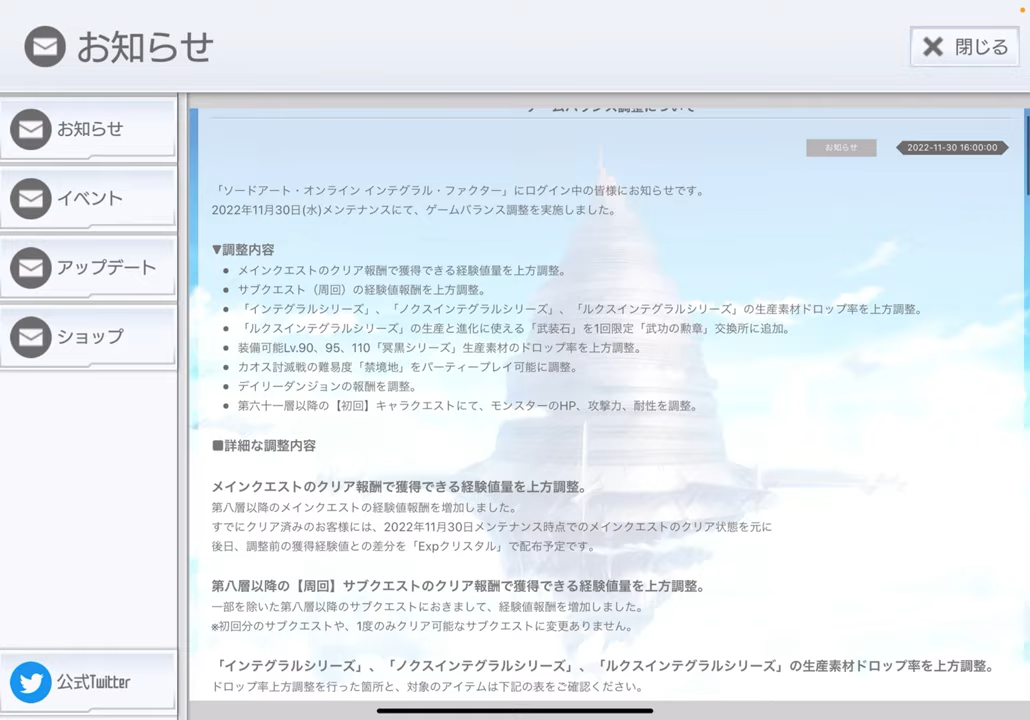 お知らせ
閉じる
お知らせ
イベント
アップデート
ショップ
公式Twitter
ゲームバランス調整について
お知らせ
2022-11-30 16:00:00
「ソードアート・オンライン インテグラル・ファクター」にログイン中の皆様にお知らせです。
2022年11月30日(水)メンテナンスにて、ゲームバランス調整を実施しました。
▼調整内容
● メインクエストのクリア報酬で獲得できる経験値量を上方調整。
● サブクエスト（周回）の経験値報酬を上方調整。
● 「インテグラルシリーズ」、「ノクスインテグラルシリーズ」、「ルクスインテグラルシリーズ」の生産素材ドロップ率を上方調整。
● 「ルクスインテグラルシリーズ」の生産と進化に使える「武装石」を1回限定「武功の勲章」交換所に追加。
● 装備可能Lv.90、95、110「冥黒シリーズ」生産素材のドロップ率を上方調整。
● カオス討滅戦の難易度「禁境地」をパーティープレイ可能に調整。
● デイリーダンジョンの報酬を調整。
● 第六十一層以降の【初回】キャラクエストにて、モンスターのHP、攻撃力、耐性を調整。
■詳細な調整内容
メインクエストのクリア報酬で獲得できる経験値量を上方調整。
第八層以降のメインクエストの経験値報酬を増加しました。
すでにクリア済みのお客様には、2022年11月30日メンテナンス時点でのメインクエストのクリア状態を元に
後日、調整前の獲得経験値との差分を「Expクリスタル」で配布予定です。
第八層以降の【周回】サブクエストのクリア報酬で獲得できる経験値量を上方調整。
一部を除いた第八層以降のサブクエストにおきまして、経験値報酬を増加しました。
※初回分のサブクエストや、1度のみクリア可能なサブクエストに変更ありません。
「インテグラルシリーズ」、「ノクスインテグラルシリーズ」、「ルクスインテグラルシリーズ」の生産素材ドロップ率を上方調整。
ドロップ率上方調整を行った箇所と、対象のアイテムは下記の表をご確認ください。